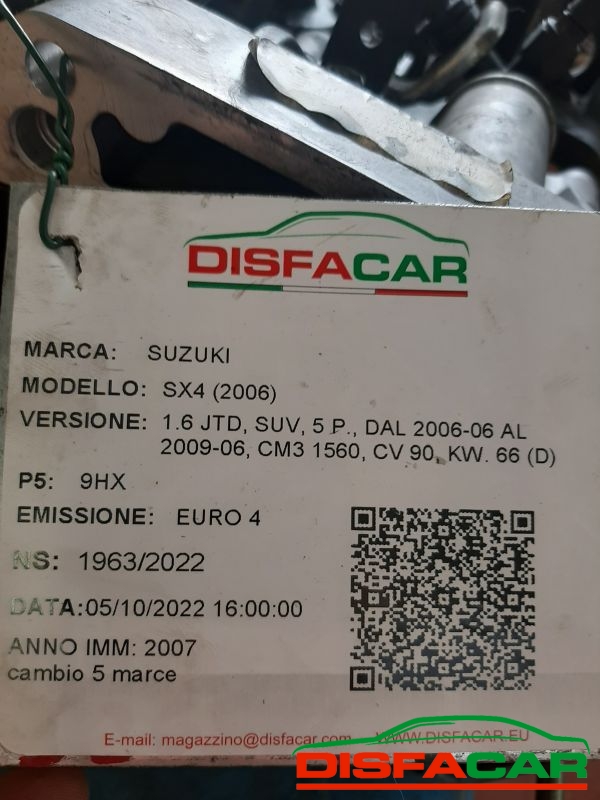 DISFACAR
MARCA: SUZUKI
MODELLO: SX4 (2006)
VERSIONE: 1.6 JTD, SUV, 5 P., DAL 2006-06 AL
2009-06, CM3 1560, CV 90, KW. 66 (D)
P5: 9HX
EMISSIONE: EURO 4
NS: 1963/2022
DATA:05/10/2022 16:00:00
ANNO IMM: 2007
cambio 5 marce
E-mail: magazzino@disfacar.com WWW.DISFACAR.EU
DISFACAR